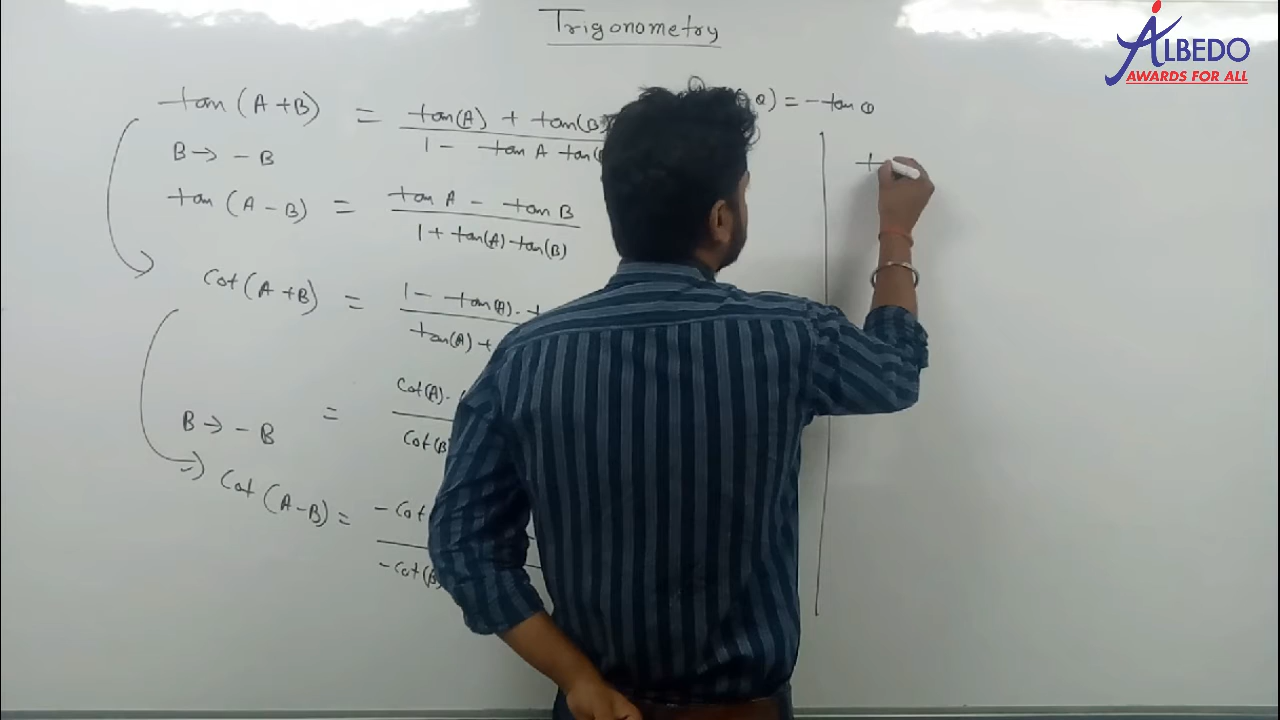 Trigonometry
ALBEDO
AWARDS FOR ALL
tan (A+B) = tan(A) + tan(B)
1 - tan A tan(
) = - tan θ
B → - B
tan (A - B) = tan A - tan B
1 + tan(A) tan(B)
cot (A+B) = 1 - tan(A) .
tan(A) +
= cot(A) .
cot(B
B → - B
cot (A-B) = - cot
- cot(B